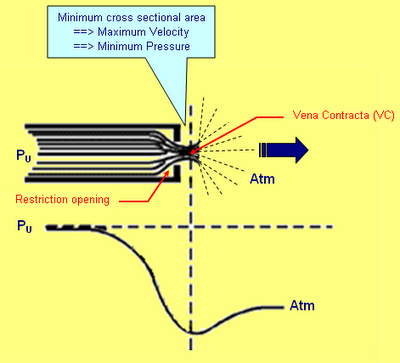 Minimum cross sectional area
==> Maximum Velocity
==> Minimum Pressure
Vena Contracta (VC)
PU
Atm
Restriction opening
PU
Atm